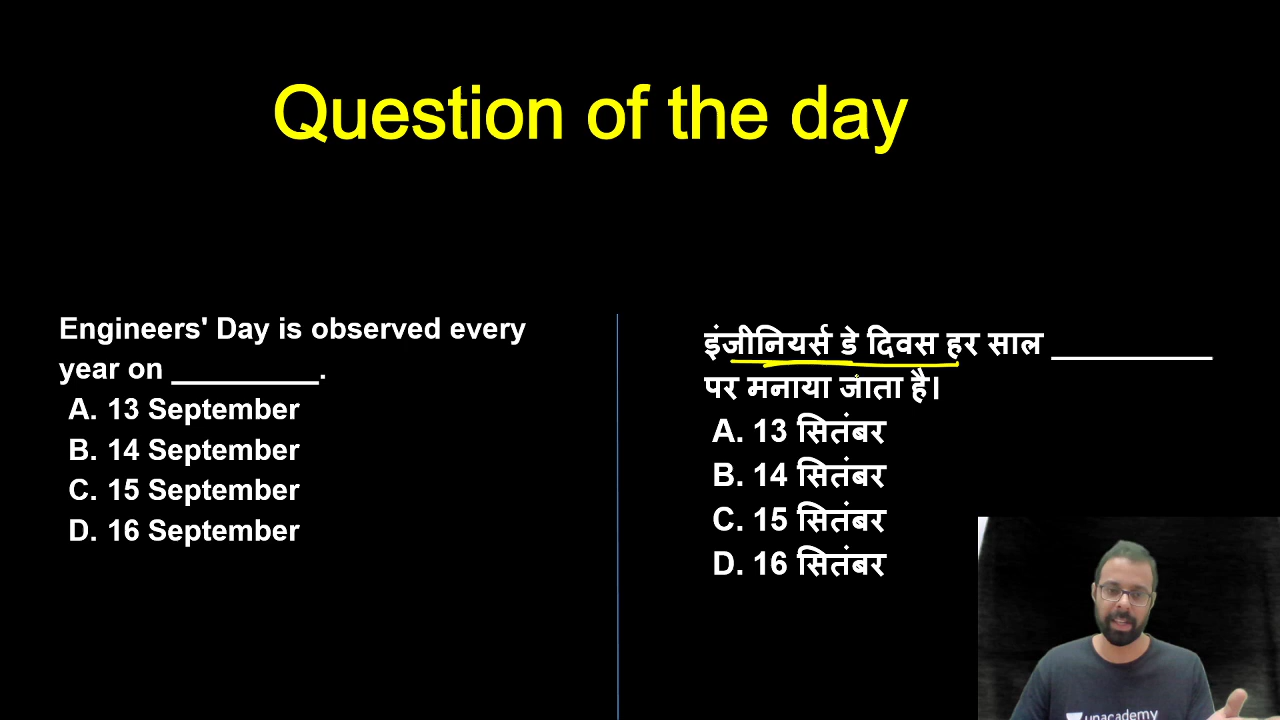 Question of the day
Engineers' Day is observed every
year on _________.
A. 13 September
B. 14 September
C. 15 September
D. 16 September
इंजीनियर्स डे दिवस हर साल __________
पर मनाया जाता है।
A. 13 सितंबर
B. 14 सितंबर
C. 15 सितंबर
D. 16 सितंबर
unacademy